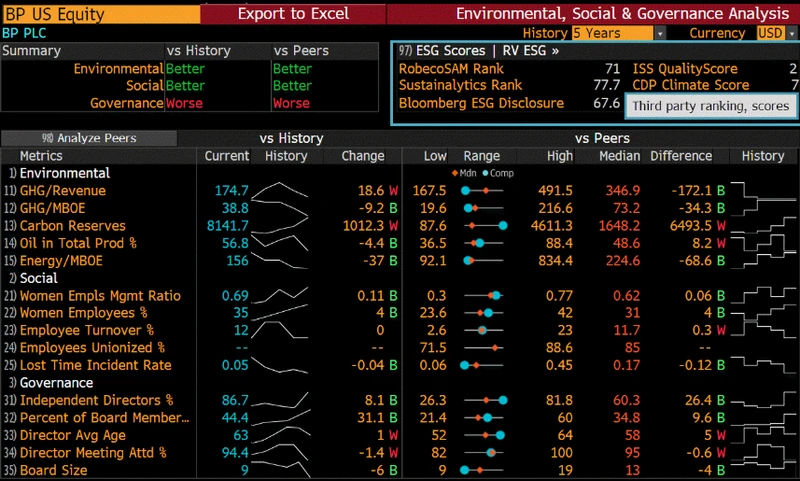 BP US Equity Export to Excel Environmental, Social & Governance Analysis
BP PLC History 5 Years Currency USD
Summary vs History vs Peers
Environmental Better Better
Social Better Better
Governance Worse Worse
97) ESG Scores | RV ESG »
RobecoSAM Rank 71 ISS QualityScore 2
Sustainalytics Rank 77.7 CDP Climate Score 7
Bloomberg ESG Disclosure 67.6 Third party ranking, scores
98) Analyze Peers vs History vs Peers
Metrics Current History Change Low Range High Median Difference History
1) Environmental Mdn Comp
11) GHG/Revenue 174.7 18.6 W 167.5 491.5 346.9 -172.1 B
12) GHG/MBOE 38.8 -9.2 B 19.6 216.6 73.2 -34.3 B
13) Carbon Reserves 8141.7 1012.3 W 87.6 4611.3 1648.2 6493.5 W
14) Oil in Total Prod % 56.8 -4.4 B 36.5 88.4 48.6 8.2 W
15) Energy/MBOE 156 -37 B 92.1 834.4 224.6 -68.6 B
2) Social
21) Women Empls Mgmt Ratio 0.69 0.11 B 0.3 0.77 0.62 0.06 B
22) Women Employees % 35 4 B 23.6 42 31 4 B
23) Employee Turnover % 12 0 2.6 23 11.7 0.3 W
24) Employees Unionized % -- -- 71.5 88.6 85 --
25) Lost Time Incident Rate 0.05 -0.04 B 0.06 0.45 0.17 -0.12 B
3) Governance
31) Independent Directors % 86.7 8.1 B 26.3 81.8 60.3 26.4 B
32) Percent of Board Member... 44.4 31.1 B 21.4 60 34.8 9.6 B
33) Director Avg Age 63 1 W 52 64 58 5 W
34) Director Meeting Attd % 94.4 -1.4 W 82 100 95 -0.6 W
35) Board Size 9 -6 B 9 19 13 -4 B